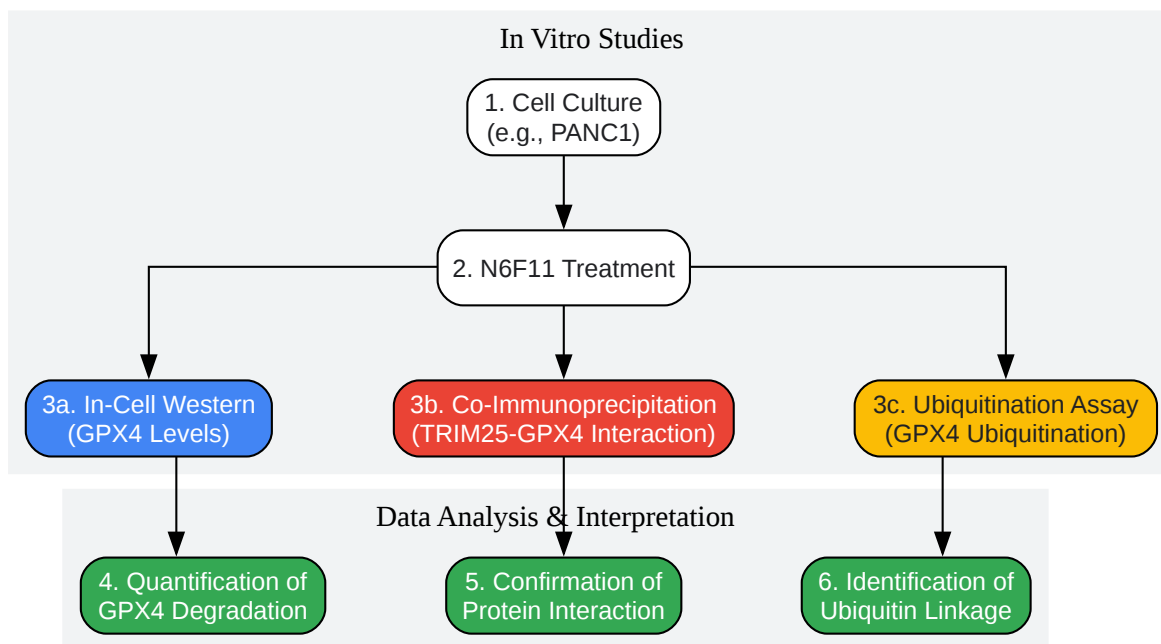 In Vitro Studies
1. Cell Culture
(e.g., PANC1)
2. N6F11 Treatment
3a. In-Cell Western
(GPX4 Levels)
3b. Co-Immunoprecipitation
(TRIM25-GPX4 Interaction)
3c. Ubiquitination Assay
(GPX4 Ubiquitination)
Data Analysis & Interpretation
4. Quantification of
GPX4 Degradation
5. Confirmation of
Protein Interaction
6. Identification of
Ubiquitin Linkage